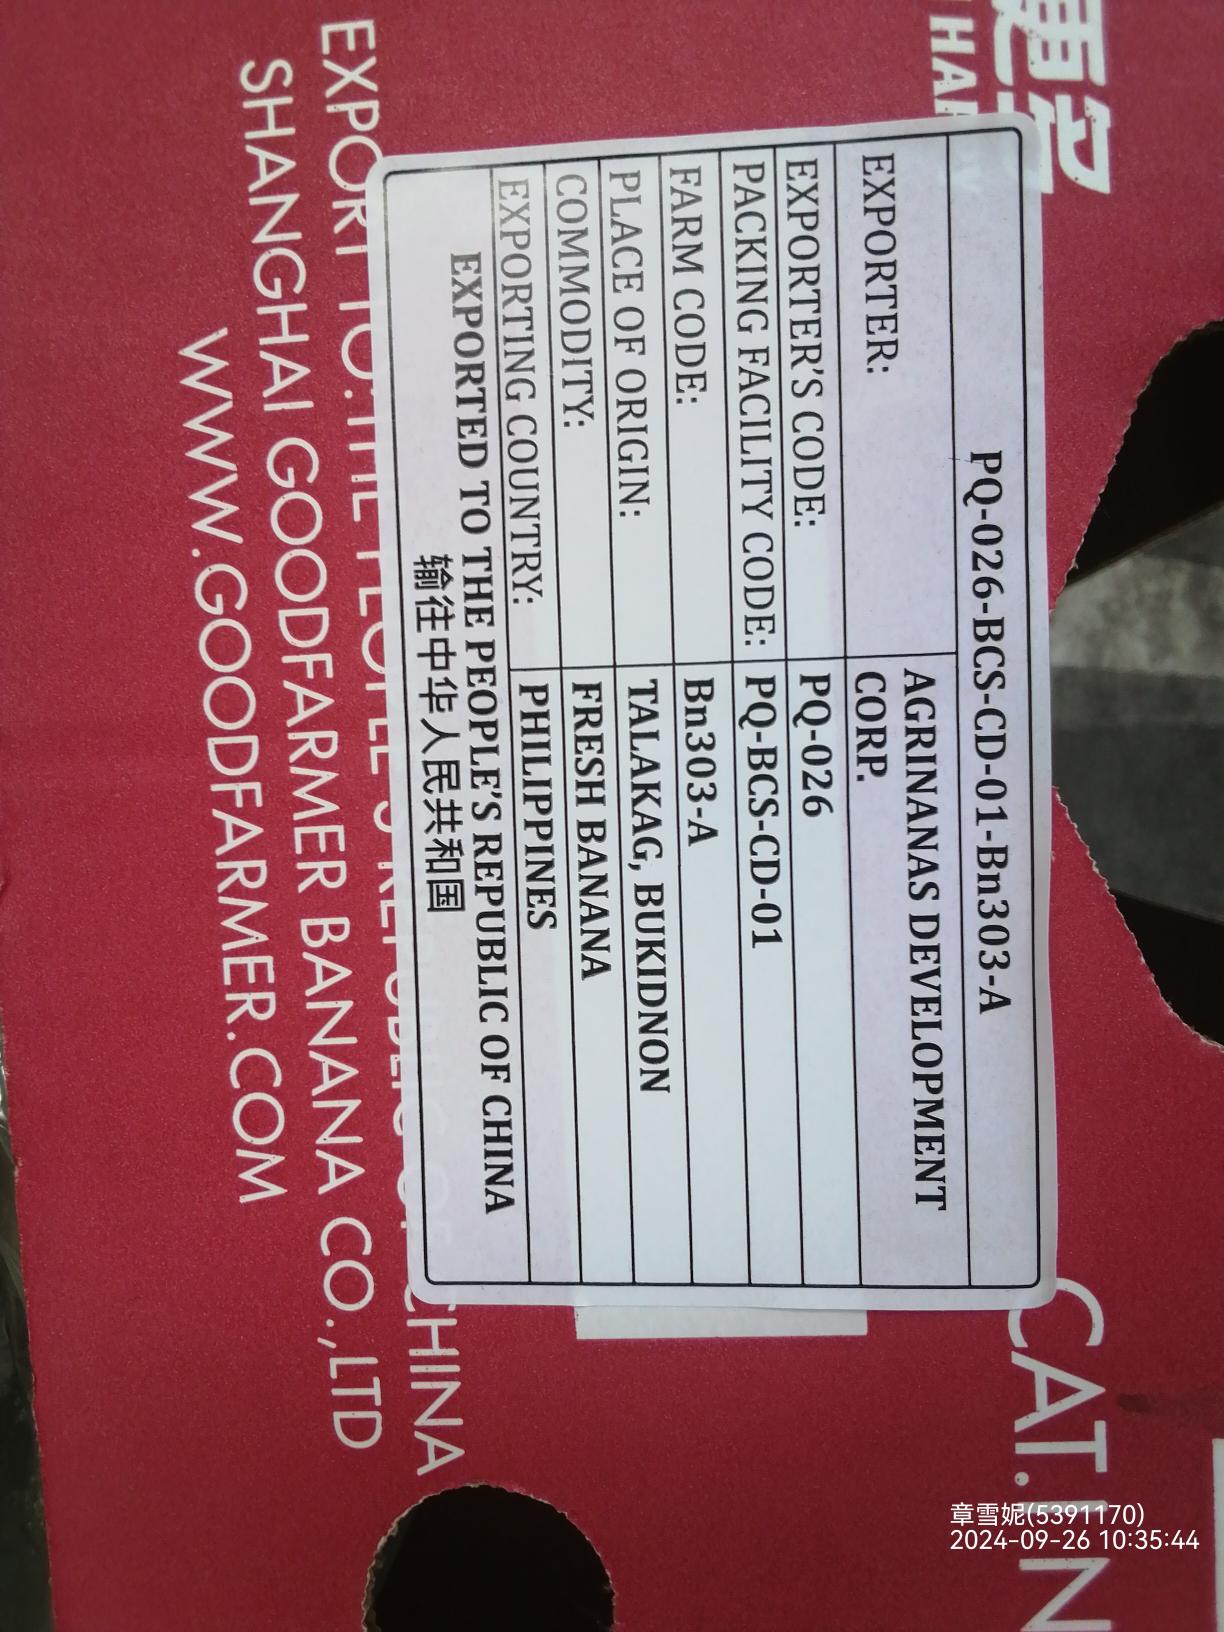 PQ-026-BCS-CD-01-Bn303-A
EXPORTER: AGRINANAS DEVELOPMENT
CORP.
EXPORTER'S CODE: PQ-026
PACKING FACILITY CODE: PQ-BCS-CD-01
FARM CODE: Bn303-A
PLACE OF ORIGIN: TALAKAG, BUKIDNON
COMMODITY: FRESH BANANA
EXPORTING COUNTRY: PHILIPPINES
EXPORTED TO THE PEOPLE'S REPUBLIC OF CHINA
输往中华人民共和国
EXPORT TO:THE PEOPLE'S REPUBLIC OF CHINA
SHANGHAI GOODFARMER BANANA CO.,LTD
WWW.GOODFARMER.COM
CAT.
章雪妮(5391170)
2024-09-26 10:35:44